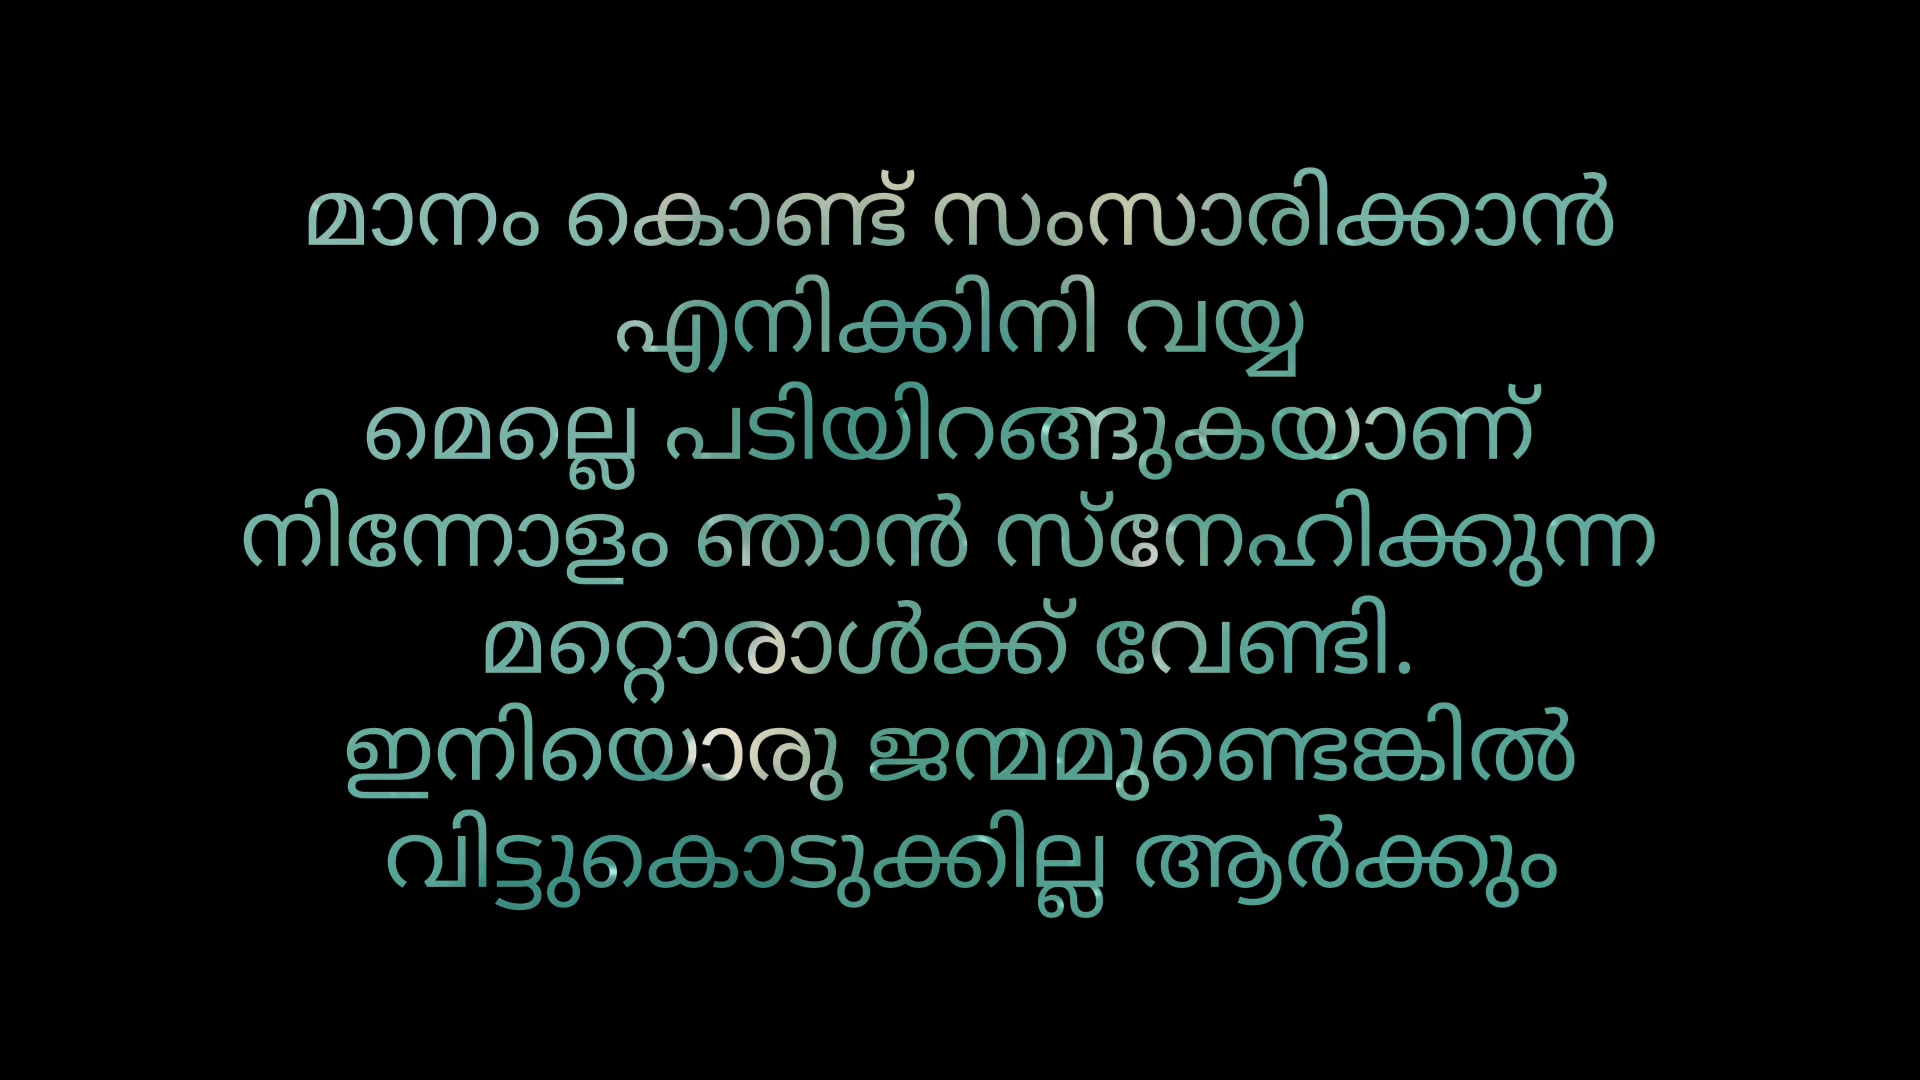 മാനം കൊണ്ട് സംസാരിക്കാൻ
എനിക്കിനി വയ്യ
മെല്ലെ പടിയിറങ്ങുകയാണ്
നിന്നോളം ഞാൻ സ്നേഹിക്കുന്ന
മറ്റൊരാൾക്ക് വേണ്ടി.
ഇനിയൊരു ജന്മമുണ്ടെങ്കിൽ
വിട്ടുകൊടുക്കില്ല ആർക്കും